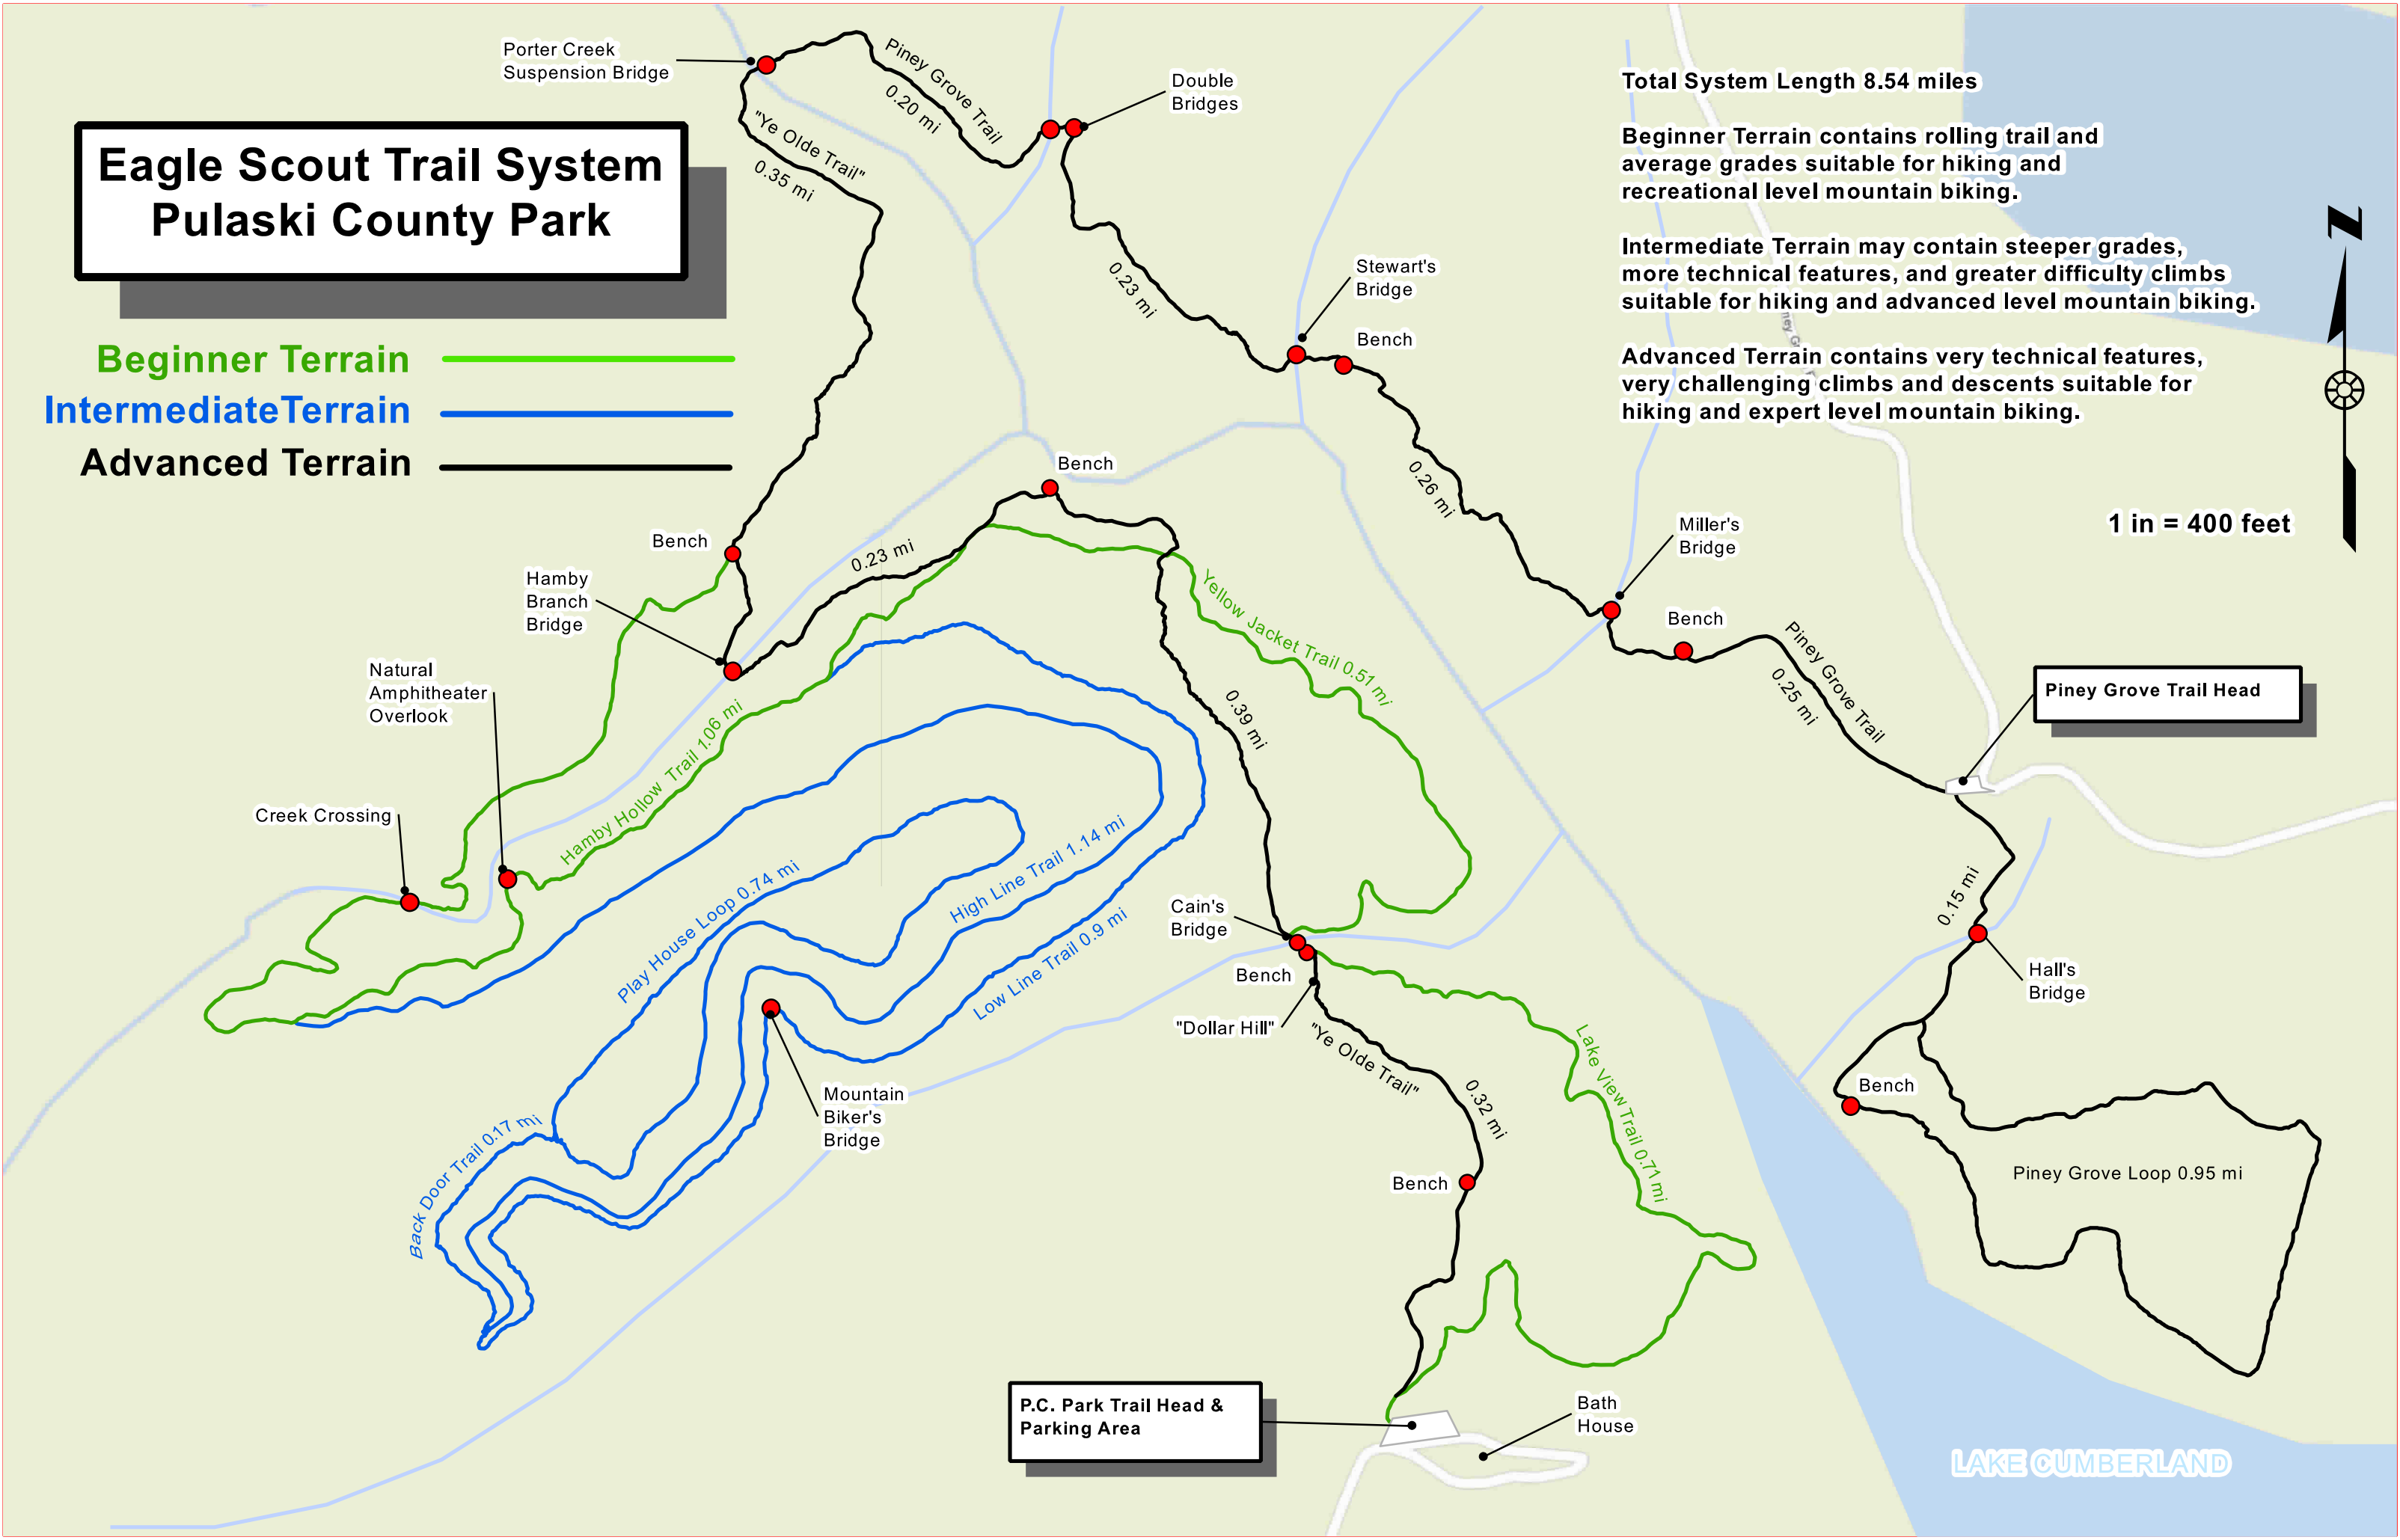 Eagle Scout Trail System
Pulaski County Park
Beginner Terrain
IntermediateTerrain
Advanced Terrain
Total System Length 8.54 miles
Beginner Terrain contains rolling trail and
average grades suitable for hiking and
recreational level mountain biking.
Intermediate Terrain may contain steeper grades,
more technical features, and greater difficulty climbs
suitable for hiking and advanced level mountain biking.
Advanced Terrain contains very technical features,
very challenging climbs and descents suitable for
hiking and expert level mountain biking.
N
1 in = 400 feet
Porter Creek
Suspension Bridge
Piney Grove Trail
0.20 mi
Double
Bridges
"Ye Olde Trail"
0.35 mi
0.23 mi
Stewart's
Bridge
Bench
0.26 mi
Bench
Bench
0.23 mi
Hamby
Branch
Bridge
Miller's
Bridge
Bench
Piney Grove Trail
0.25 mi
Piney Grove Trail Head
Yellow Jacket Trail 0.51 mi
Natural
Amphitheater
Overlook
0.39 mi
Hamby Hollow Trail 1.06 mi
Creek Crossing
High Line Trail 1.14 mi
Play House Loop 0.74 mi
Low Line Trail 0.9 mi
Cain's
Bridge
Bench
"Dollar Hill"
0.15 mi
Hall's
Bridge
"Ye Olde Trail"
0.32 mi
Lake View Trail 0.71 mi
Bench
Mountain
Biker's
Bridge
Back Door Trail 0.17 mi
Bench
Piney Grove Loop 0.95 mi
P.C. Park Trail Head &
Parking Area
Bath
House
LAKE CUMBERLAND